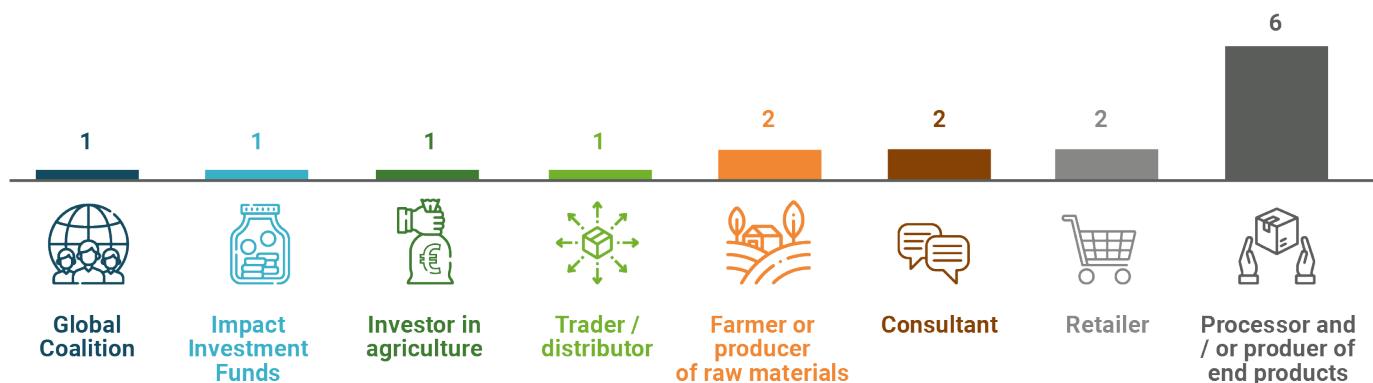 6
1
1
1
1
2
2
2
Global
Coalition
Impact
Investment
Funds
Investor in
agriculture
Trader /
distributor
Farmer or
producer
of raw materials
Consultant
Retailer
Processor and
/ or produer of
end products
€